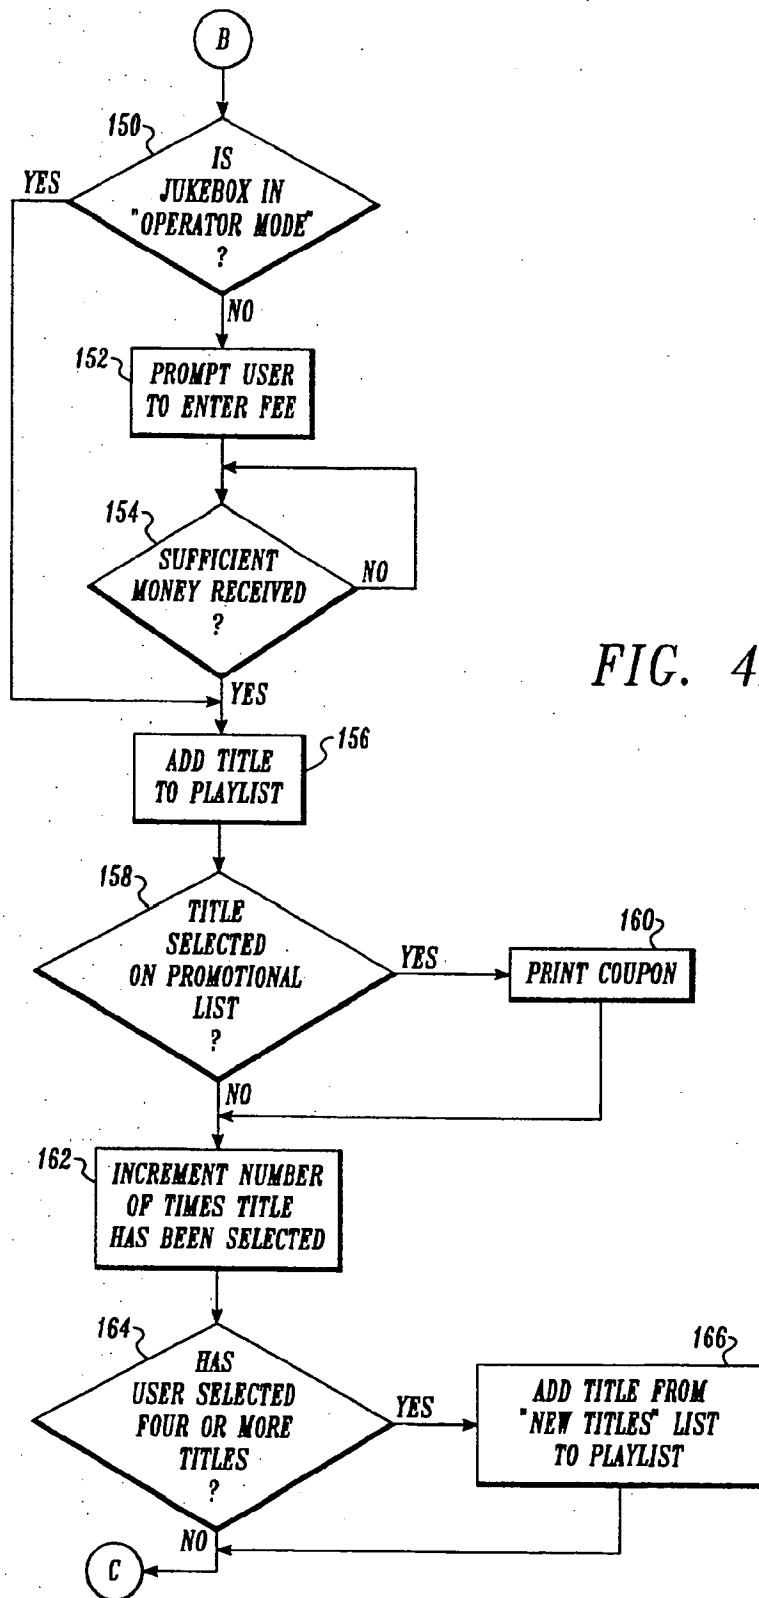 B
150
IS
JUKEBOX IN
"OPERATOR MODE"
?
YES
NO
152
PROMPT USER
TO ENTER FEE
154
SUFFICIENT
MONEY RECEIVED
?
NO
YES
FIG. 4
156
ADD TITLE
TO PLAYLIST
158
TITLE
SELECTED
ON PROMOTIONAL
LIST
?
YES
160
PRINT COUPON
NO
162
INCREMENT NUMBER
OF TIMES TITLE
HAS BEEN SELECTED
164
HAS
USER SELECTED
FOUR OR MORE
TITLES
?
YES
166
ADD TITLE FROM
"NEW TITLES" LIST
TO PLAYLIST
NO
C